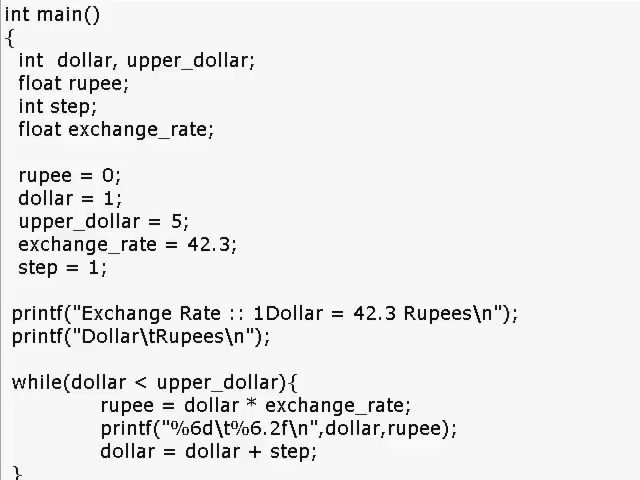 int main()
{
int  dollar, upper_dollar;
float rupee;
int step;
float exchange_rate;
rupee = 0;
dollar = 1;
upper_dollar = 5;
exchange_rate = 42.3;
step = 1;
printf("Exchange Rate :: 1Dollar = 42.3 Rupees\n");
printf("Dollar\tRupees\n");
while(dollar < upper_dollar){
rupee = dollar * exchange_rate;
printf("%6d\t%6.2f\n",dollar,rupee);
dollar = dollar + step;
}